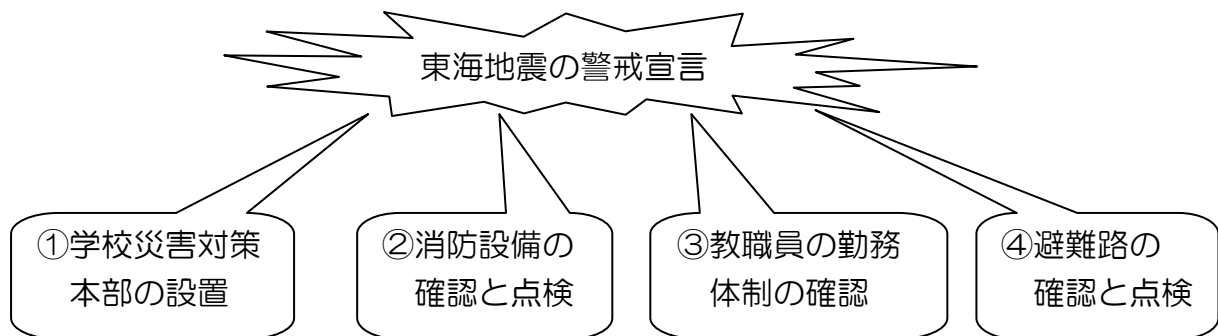 東海地震の警戒宣言
①学校災害対策
本部の設置
②消防設備の
確認と点検
③教職員の勤務
体制の確認
④避難路の
確認と点検